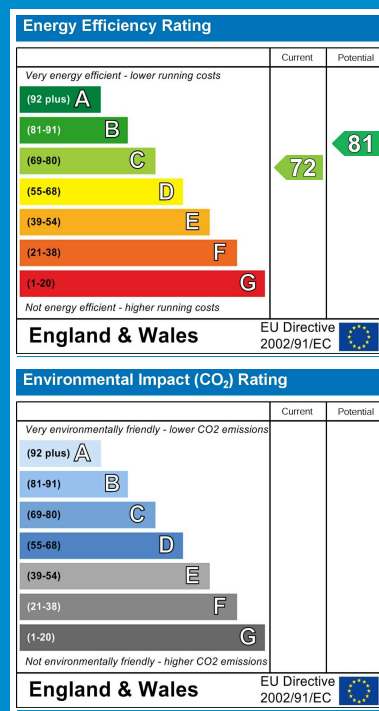 Energy Efficiency Rating
Current Potential
Very energy efficient - lower running costs
(92 plus) A
(81-91) B
(69-80) C
(55-68) D
(39-54) E
(21-38) F
(1-20) G
72
81
Not energy efficient - higher running costs
England & Wales
EU Directive
2002/91/EC
Environmental Impact (CO₂) Rating
Current Potential
Very environmentally friendly - lower CO2 emissions
(92 plus) A
(81-91) B
(69-80) C
(55-68) D
(39-54) E
(21-38) F
(1-20) G
Not environmentally friendly - higher CO2 emissions
England & Wales
EU Directive
2002/91/EC